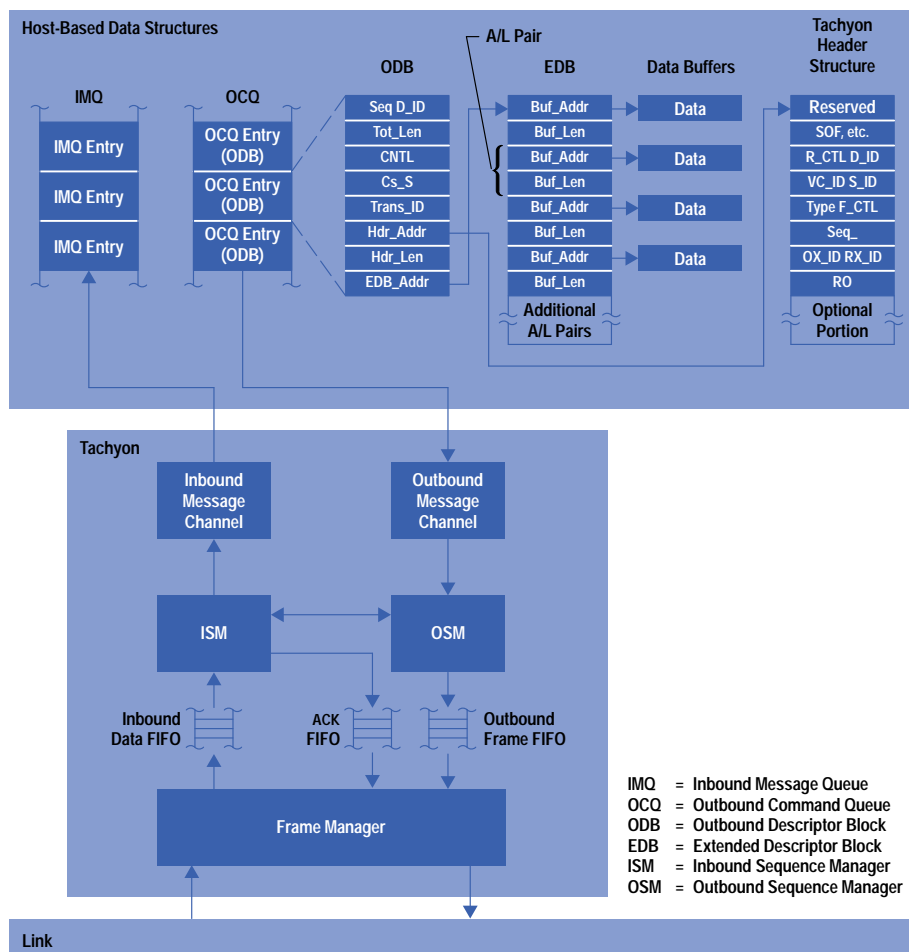 Host-Based Data Structures
A/L Pair
Tachyon
Header
Structure
ODB
EDB
Data Buffers
IMQ
OCQ
IMQ Entry
IMQ Entry
IMQ Entry
OCQ Entry
(ODB)
OCQ Entry
(ODB)
OCQ Entry
(ODB)
Seq D_ID
Tot_Len
CNTL
Cs_S
Trans_ID
Hdr_Addr
Hdr_Len
EDB_Addr
Buf_Addr
Buf_Len
Buf_Addr
Buf_Len
Buf_Addr
Buf_Len
Buf_Addr
Buf_Len
Additional
A/L Pairs
Data
Data
Data
Data
Reserved
SOF, etc.
R_CTL D_ID
VC_ID S_ID
Type F_CTL
Seq_
OX_ID RX_ID
RO
Optional
Portion
Tachyon
Inbound
Message
Channel
Outbound
Message
Channel
ISM
OSM
Inbound
Data FIFO
ACK
FIFO
Outbound
Frame FIFO
Frame Manager
IMQ = Inbound Message Queue
OCQ = Outbound Command Queue
ODB = Outbound Descriptor Block
EDB = Extended Descriptor Block
ISM = Inbound Sequence Manager
OSM = Outbound Sequence Manager
Link